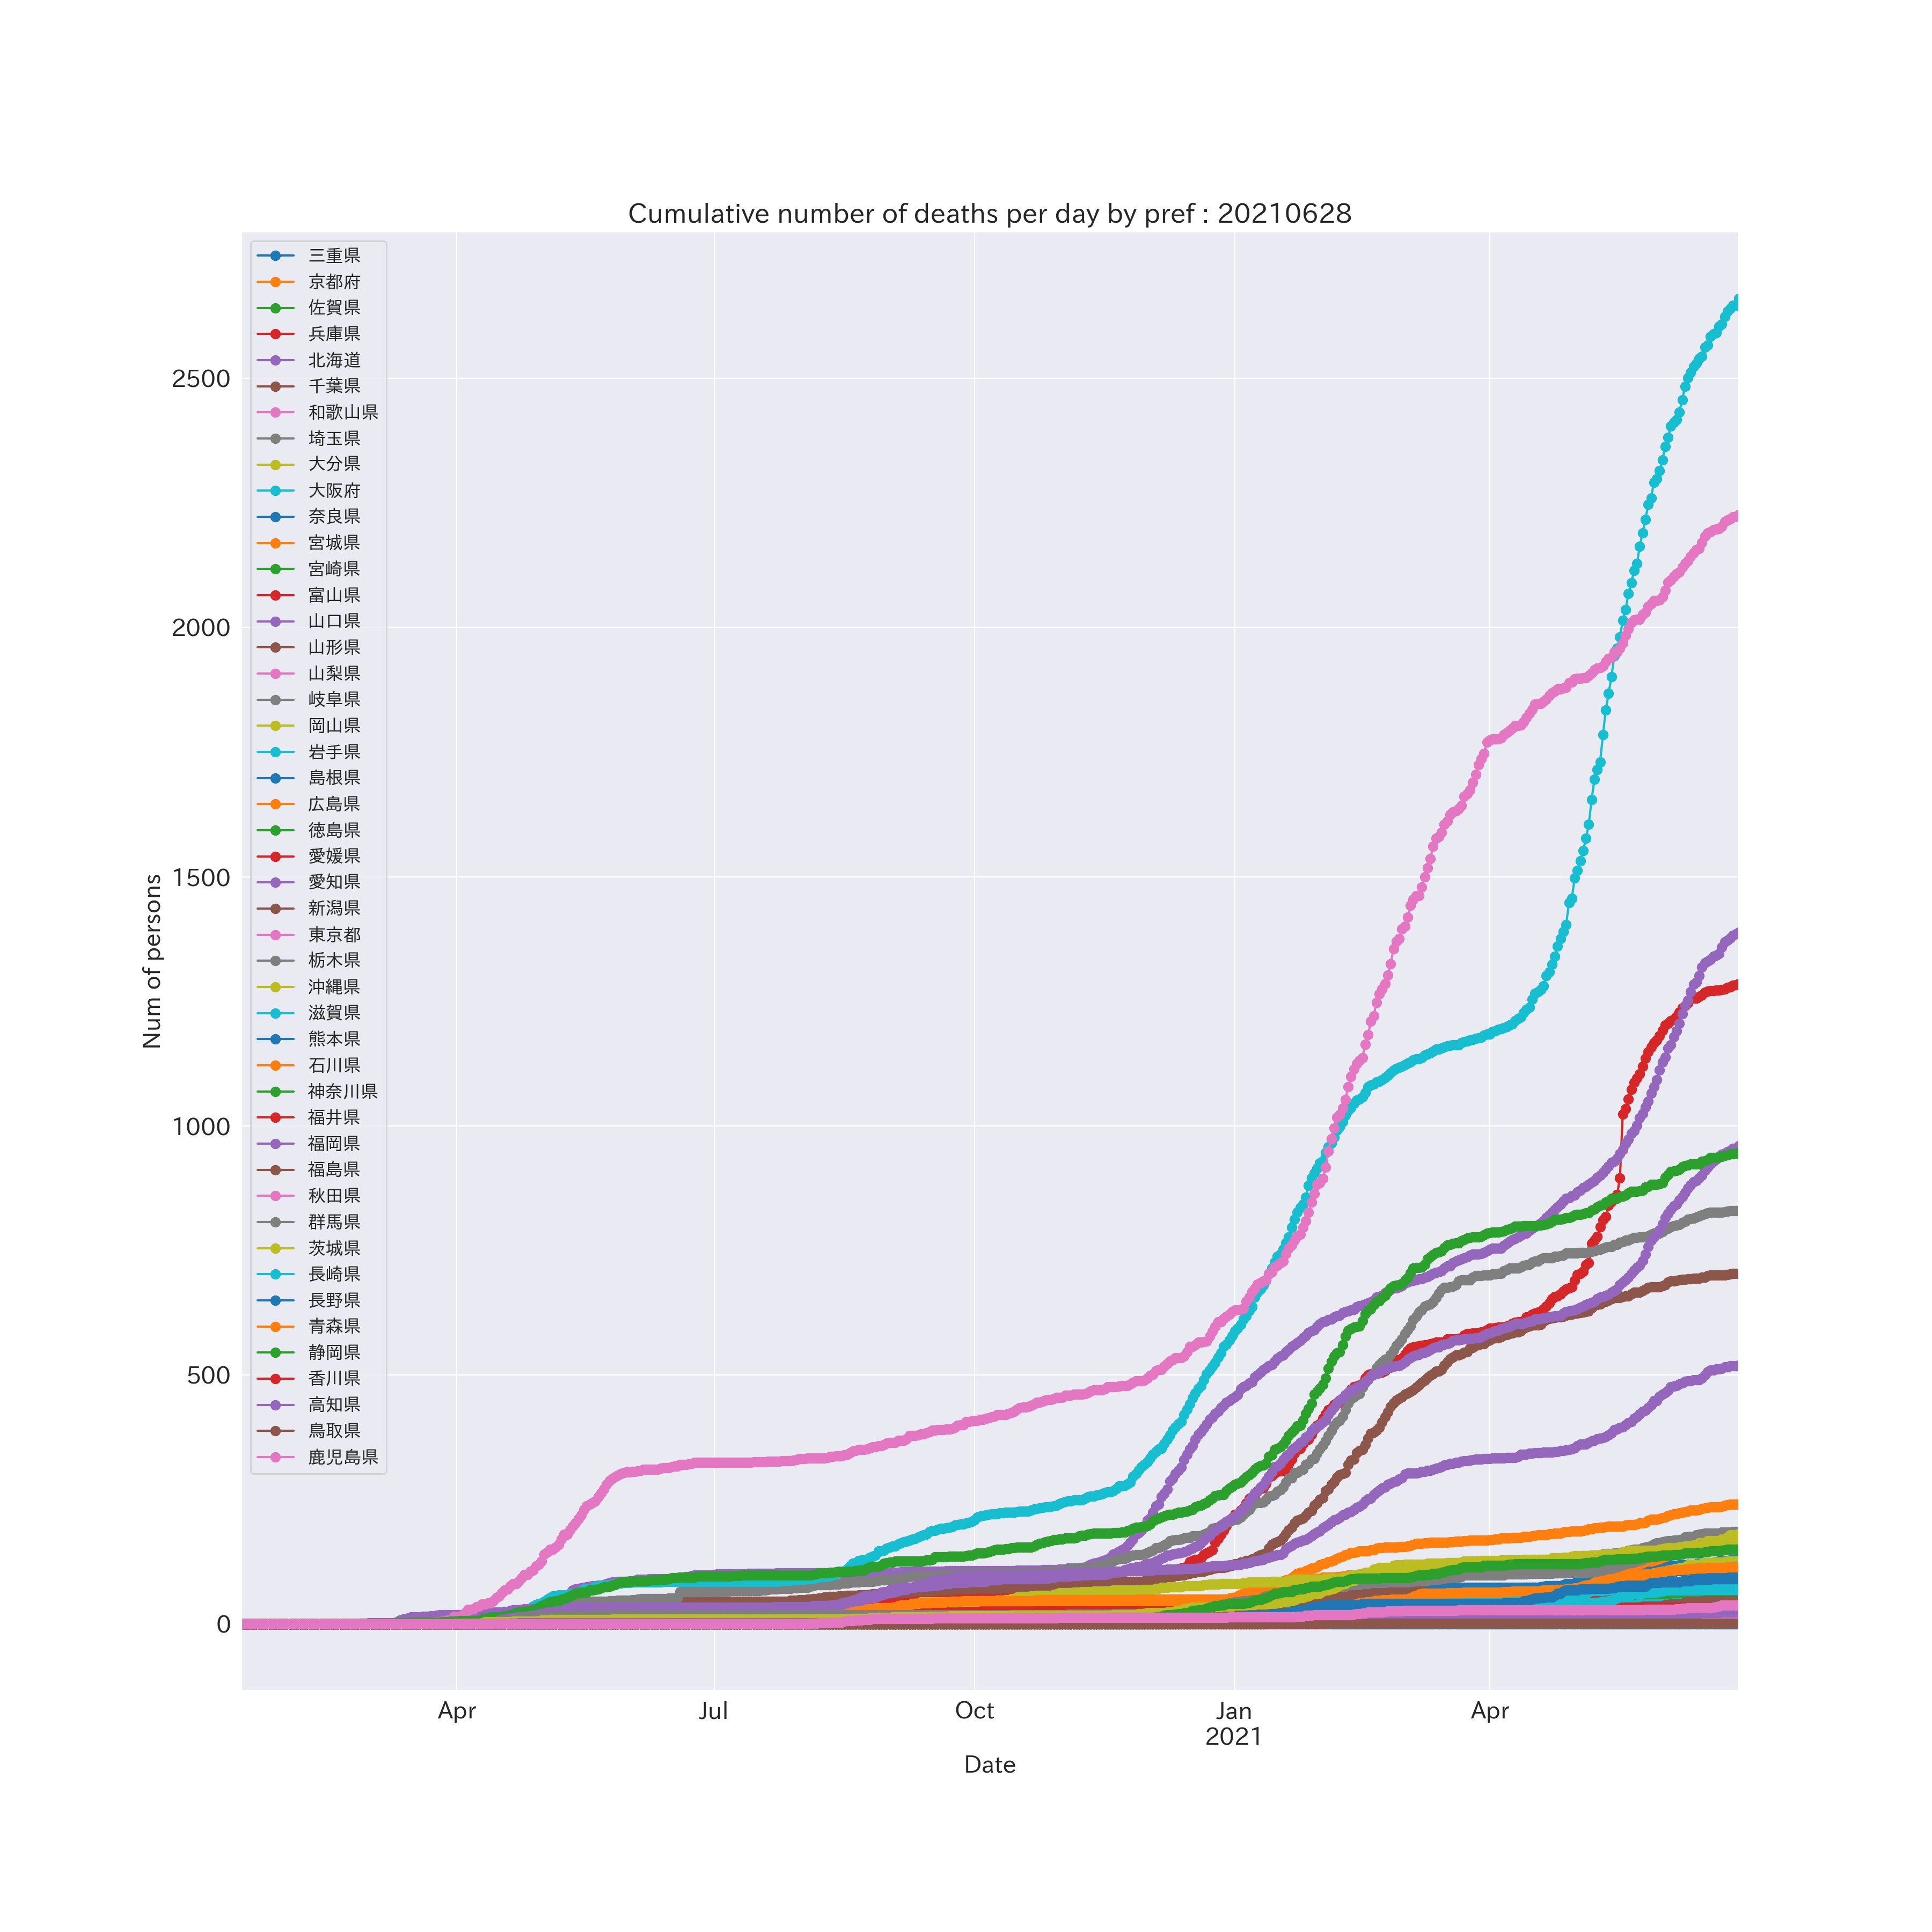 Cumulative number of deaths per day by pref : 20210628
三重県
京都府
佐賀県
兵庫県
北海道
千葉県
和歌山県
埼玉県
大分県
大阪府
奈良県
宮城県
宮崎県
富山県
山口県
山形県
山梨県
岐阜県
岡山県
岩手県
島根県
広島県
徳島県
愛媛県
愛知県
新潟県
東京都
栃木県
沖縄県
滋賀県
熊本県
石川県
神奈川県
福井県
福岡県
福島県
秋田県
群馬県
茨城県
長崎県
長野県
青森県
静岡県
香川県
高知県
鳥取県
鹿児島県
2500
2000
1500
1000
500
0
Num of persons
Apr
Jul
Oct
Jan
2021
Apr
Date